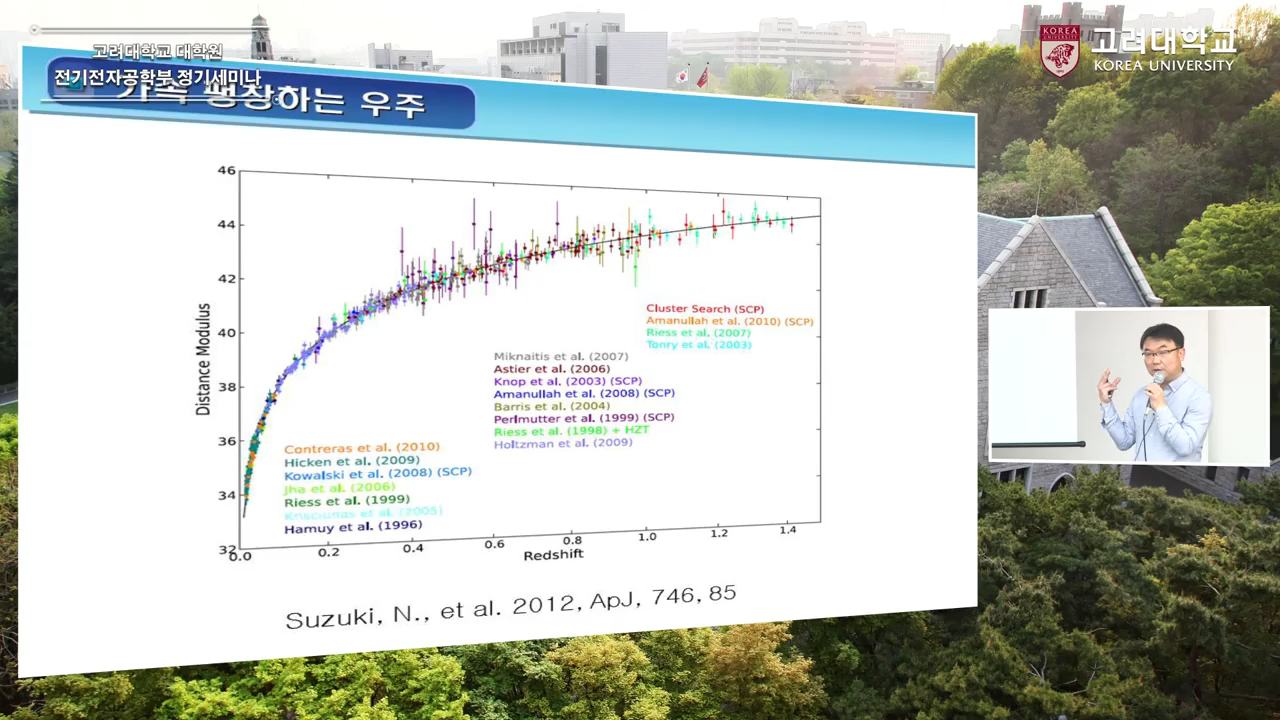 고려대학교 대학원
전기전자공학부 정기세미나
가속 팽창하는 우주
KOREA
UNIVERSITY
고려대학교
KOREA UNIVERSITY
46
44
42
40
38
36
34
32
Distance Modulus
Cluster Search (SCP)
Amanullah et al. (2010) (SCP)
Riess et al. (2007)
Tonry et al. (2003)
Miknaitis et al. (2007)
Astier et al. (2006)
Knop et al. (2003) (SCP)
Amanullah et al. (2008) (SCP)
Barris et al. (2004)
Perlmutter et al. (1999) (SCP)
Riess et al. (1998) + HZT
Holtzman et al. (2009)
Contreras et al. (2010)
Hicken et al. (2009)
Kowalski et al. (2008) (SCP)
Jha et al. (2006)
Riess et al. (1999)
Krisciunas et al. (2005)
Hamuy et al. (1996)
0.0 0.2 0.4 0.6 0.8 1.0 1.2 1.4
Redshift
Suzuki, N., et al. 2012, ApJ, 746, 85